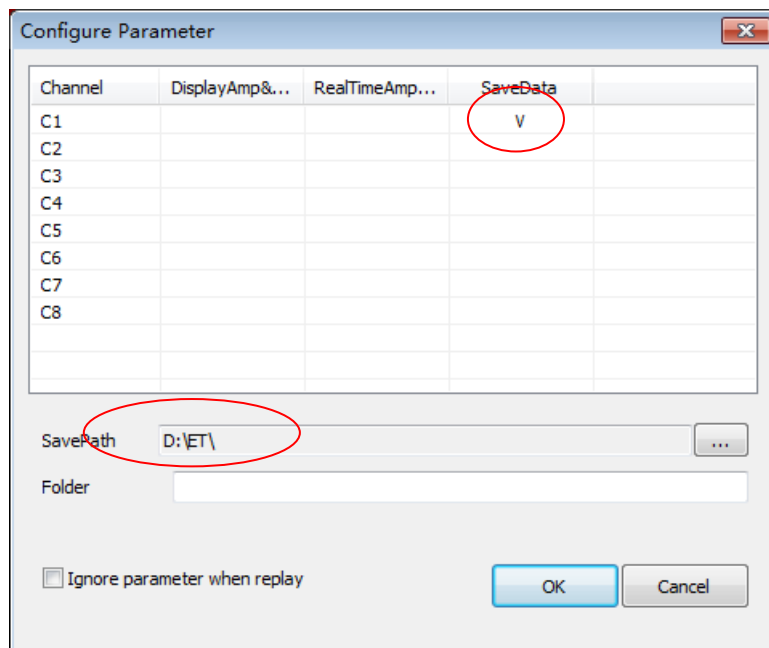 Configure Parameter
Channel DisplayAmp&... RealTimeAmp... SaveData
C1 V
C2
C3
C4
C5
C6
C7
C8
SavePath D:\ET\ ...
Folder
Ignore parameter when replay OK Cancel